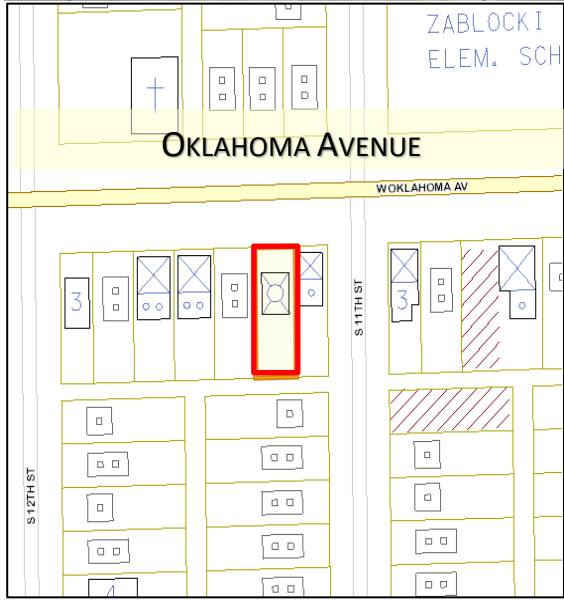 ZABLOCKI
ELEM. SCH
OKLAHOMA AVENUE
W OKLAHOMA AV
3
3
S 11TH ST
S 12TH ST